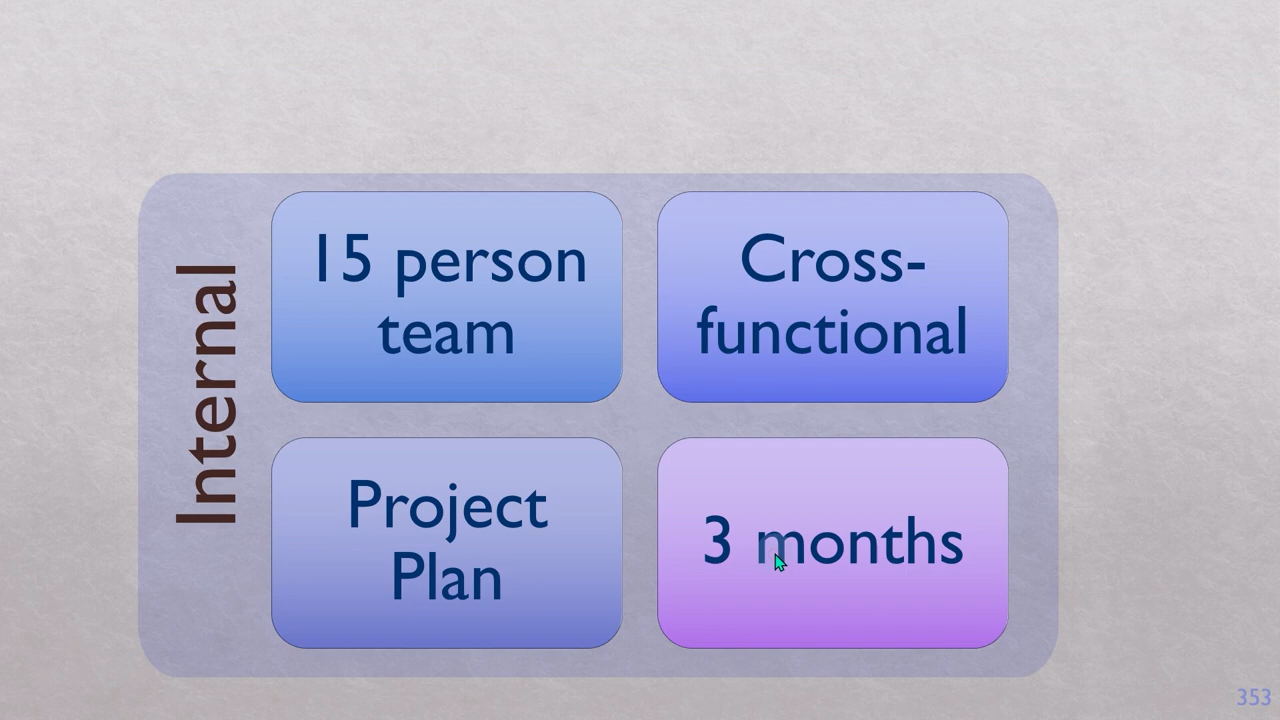 Internal
15 person
team
Cross-
functional
Project
Plan
3 months
353